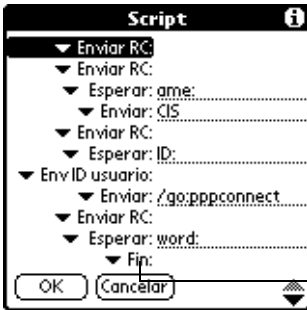 Script
Enviar RC:
Enviar RC:
Esperar: ame:
Enviar: CIS
Enviar RC:
Esperar: ID:
Env ID usuario:
Enviar: /go:pppconnect
Enviar RC:
Esperar: word:
Fin:
OK Cancelar